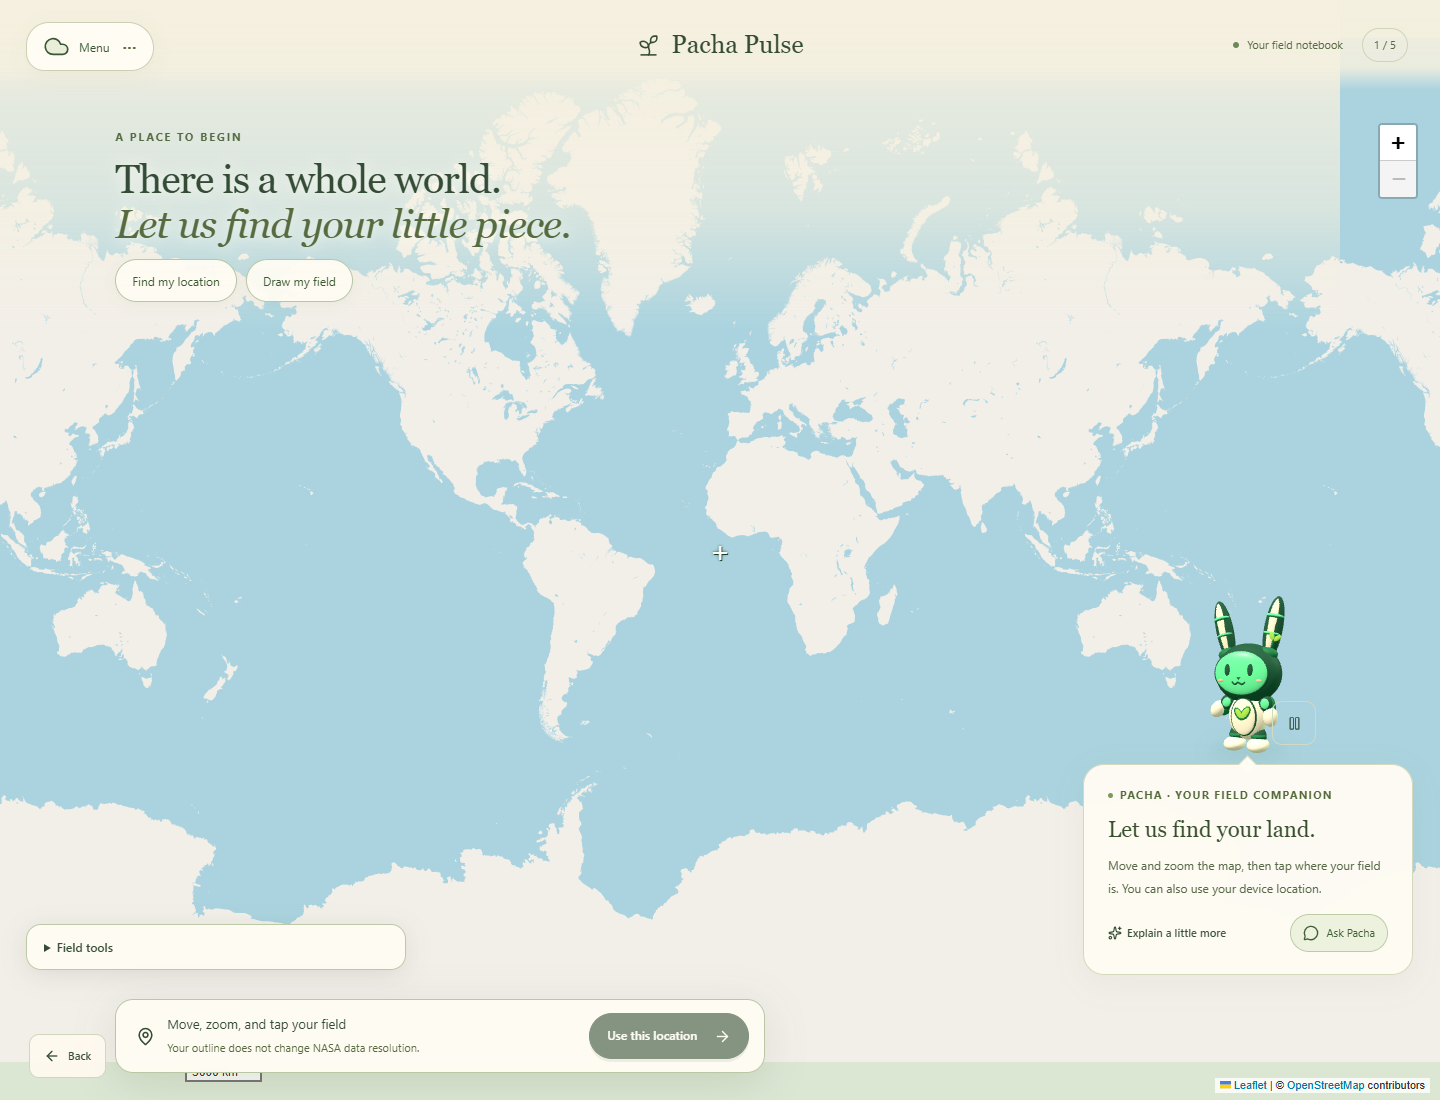 Menu
Pacha Pulse
Your field notebook
1 / 5
A PLACE TO BEGIN
There is a whole world.
Let us find your little piece.
Find my location
Draw my field
+
−
PACHA · YOUR FIELD COMPANION
Let us find your land.
Move and zoom the map, then tap where your field
is. You can also use your device location.
Explain a little more
Ask Pacha
Field tools
Move, zoom, and tap your field
Your outline does not change NASA data resolution.
Use this location
Back
Leaflet | © OpenStreetMap contributors